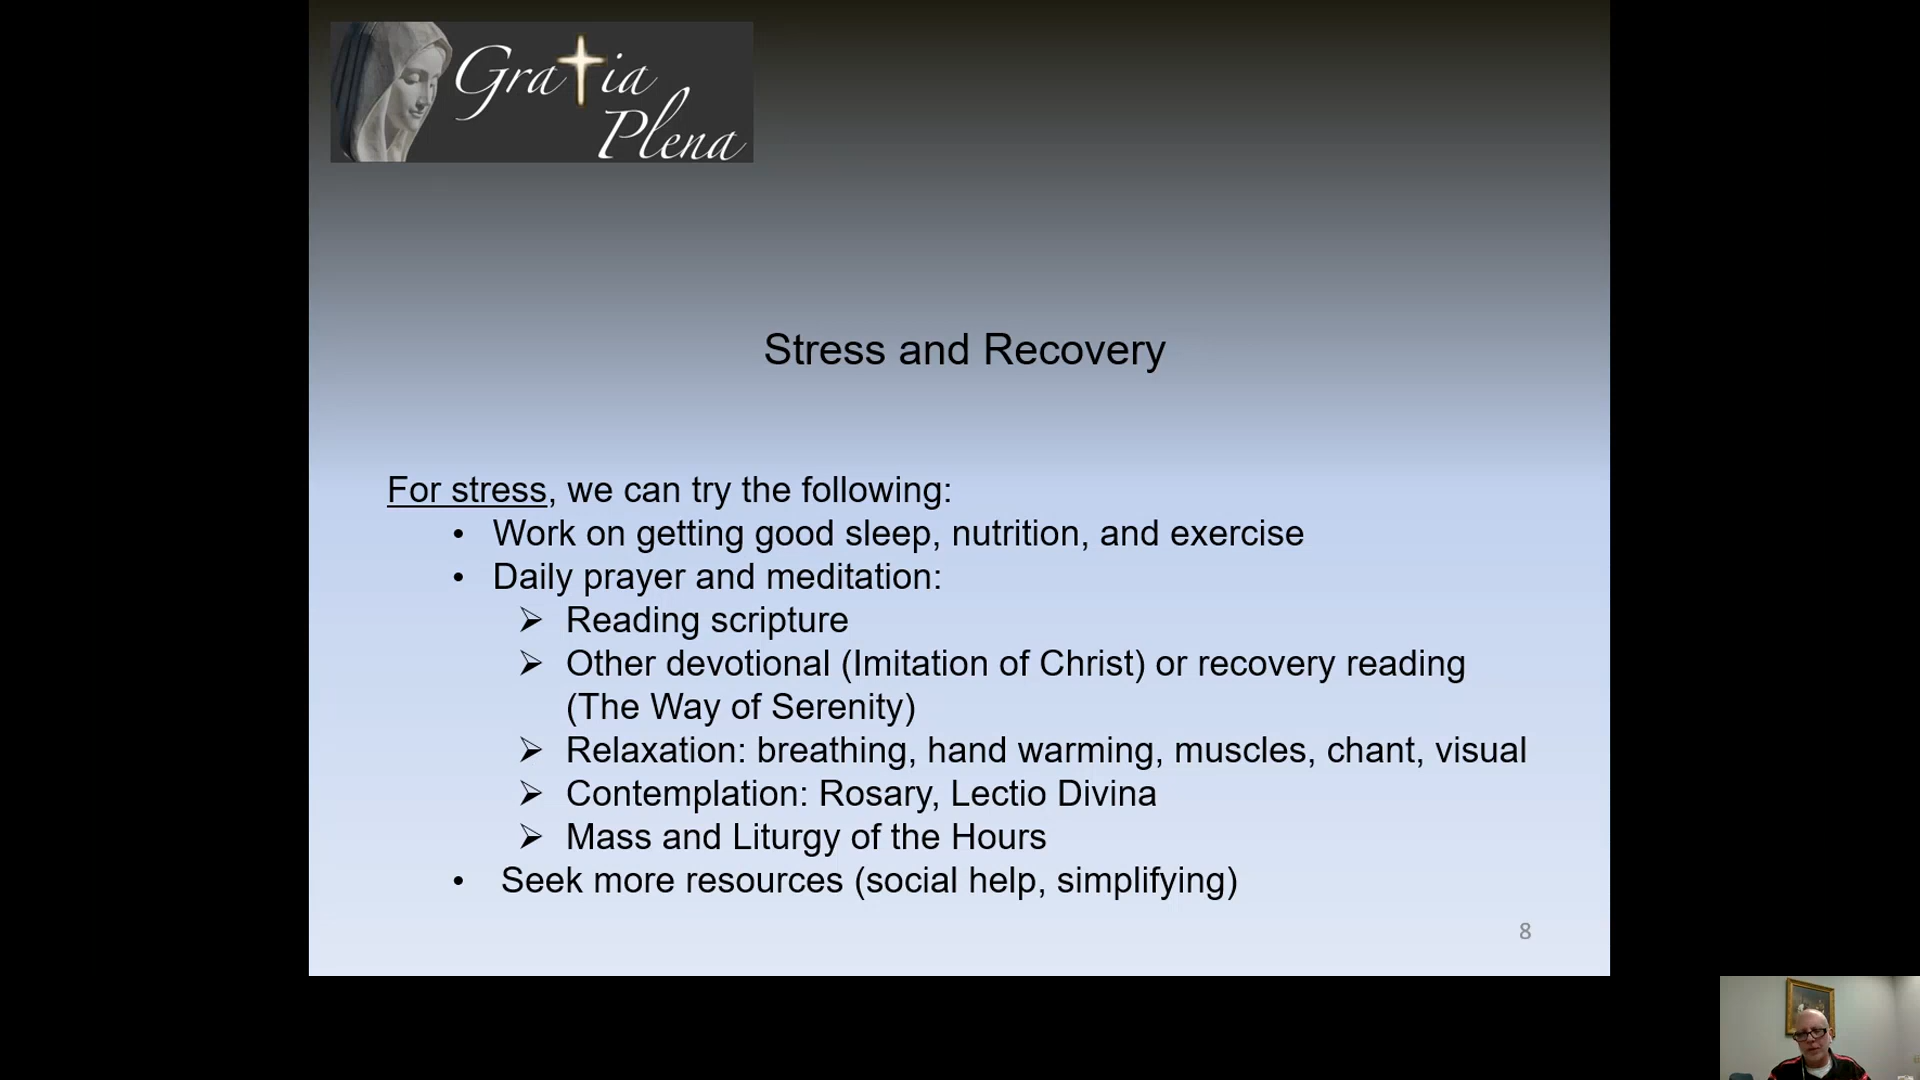 Gratia
Plena
Stress and Recovery
For stress, we can try the following:
• Work on getting good sleep, nutrition, and exercise
• Daily prayer and meditation:
➢ Reading scripture
➢ Other devotional (Imitation of Christ) or recovery reading
(The Way of Serenity)
➢ Relaxation: breathing, hand warming, muscles, chant, visual
➢ Contemplation: Rosary, Lectio Divina
➢ Mass and Liturgy of the Hours
• Seek more resources (social help, simplifying)
8